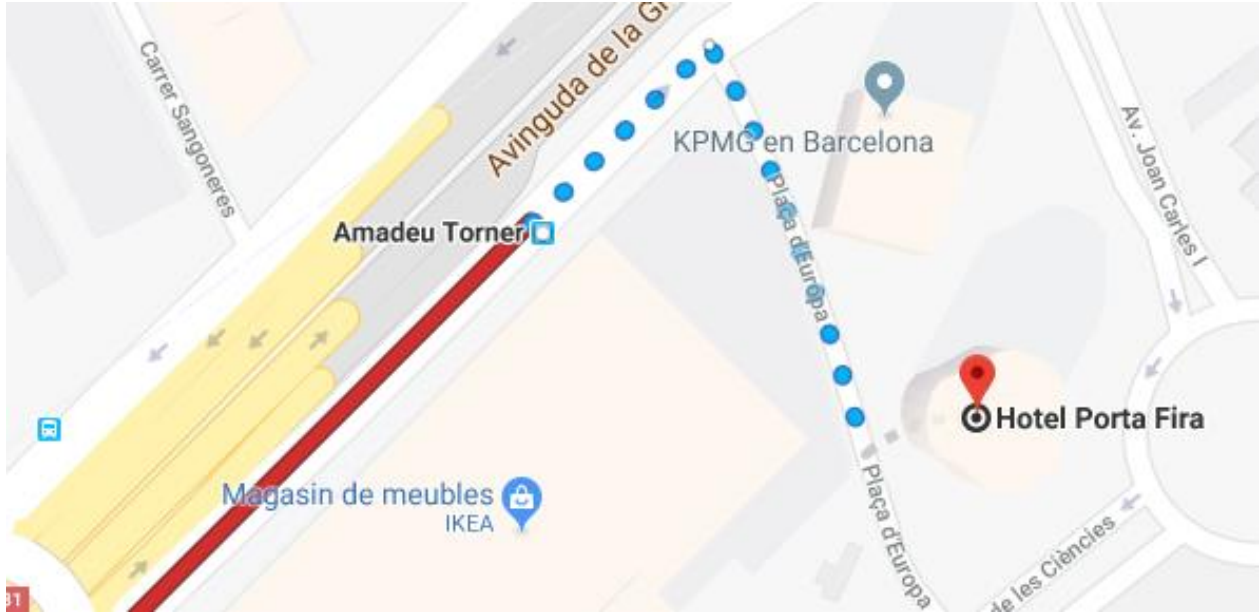 Carrer Sangoneres
Avinguda de la G
KPMG en Barcelona
Av. Joan Carles I
Plaça d'Europa
Amadeu Torner
Hotel Porta Fira
Magasin de meubles
IKEA
Plaça d'Europa
de les Ciències
31